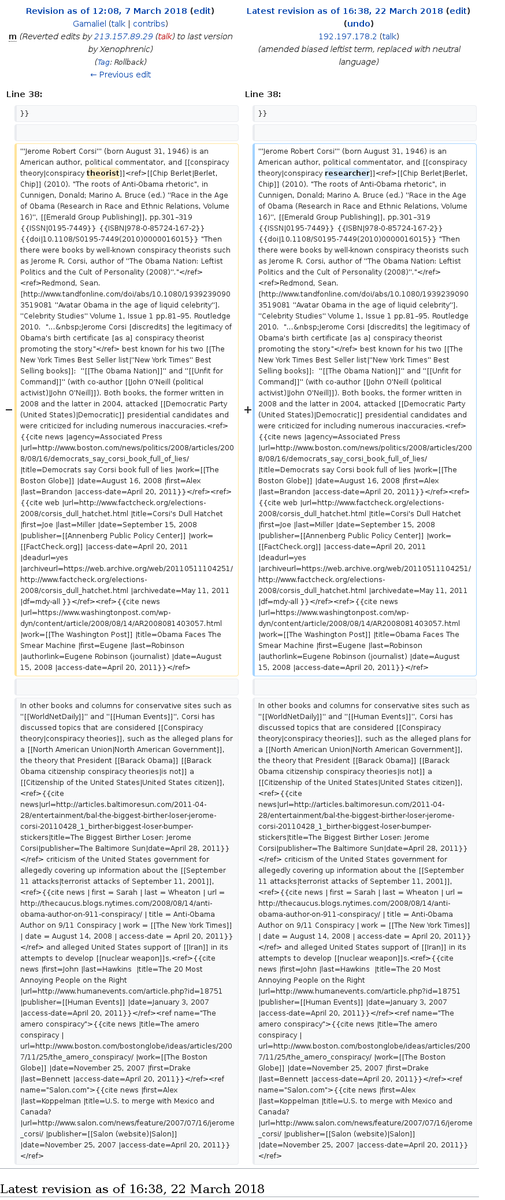 Revision as of 12:08, 7 March 2018 (edit)
Gamaliel (talk | contribs)
m (Reverted edits by 213.157.89.29 (talk) to last version
by Xenophrenic)
(Tag: Rollback)
← Previous edit
Latest revision as of 16:38, 22 March 2018 (edit)
(undo)
192.197.178.2 (talk)
(amended biased leftist term, replaced with neutral
language)
Line 38:
}}
−
'''Jerome Robert Corsi''' (born August 31, 1946) is an
American author, political commentator, and [[conspiracy
theory|conspiracy theorist]]<ref>[[Chip Berlet|Berlet,
Chip]] (2010). "The roots of Anti-Obama rhetoric", in
Cunnigen, Donald; Marino A. Bruce (ed.) "Race in the Age
of Obama (Research in Race and Ethnic Relations, Volume
16)", [[Emerald Group Publishing]], pp.301–319
{{ISSN|0195-7449}} {{ISBN|978-0-85724-167-2}}
{{doi|10.1108/S0195-7449(2010)0000016015}} "Then
there were books by well-known conspiracy theorists such
as Jerome R. Corsi, author of "The Obama Nation: Leftist
Politics and the Cult of Personality (2008)"."</ref>
<ref>Redmond, Sean.
[http://www.tandfonline.com/doi/abs/10.1080/1939239090
3519081 "Avatar Obama in the age of liquid celebrity"].
''Celebrity Studies'' Volume 1, Issue 1 pp.81–95. Routledge
2010.  "...&nbsp;Jerome Corsi [discredits] the legitimacy of
Obama's birth certificate [as a] conspiracy theorist
promoting the story"</ref> best known for his two [[The
New York Times Best Seller list|''New York Times'' Best
Selling books]]:  ''[[The Obama Nation]]'' and ''[[Unfit for
Command]]'' (with co-author [[John O'Neill (political
activist)|John O'Neill]]). Both books, the former written in
2008 and the latter in 2004, attacked [[Democratic Party
(United States)|Democratic]]  presidential candidates and
were criticized for including numerous inaccuracies.<ref>
{{cite news |agency=Associated Press
|url=http://www.boston.com/news/politics/2008/articles/200
8/08/16/democrats_say_corsi_book_full_of_lies/
|title=Democrats say Corsi book full of lies |work=[[The
Boston Globe]] |date=August 16, 2008 |first=Alex
|last=Brandon |access-date=April 20, 2011}}</ref><ref>
{{cite web |url=http://www.factcheck.org/elections-
2008/corsis_dull_hatchet.html |title=Corsi's Dull Hatchet
|first=Joe |last=Miller |date=September 15, 2008
|publisher=[[Annenberg Public Policy Center]] |work=
[[FactCheck.org]] |access-date=April 20, 2011
|deadurl=yes
|archiveurl=https://web.archive.org/web/20110511104251/
http://www.factcheck.org/elections-
2008/corsis_dull_hatchet.html |archivedate=May 11, 2011
|df=mdy-all }}</ref><ref>{{cite news
|url=https://www.washingtonpost.com/wp-
dyn/content/article/2008/08/14/AR2008081403057.html
|work=[[The Washington Post]] |title=Obama Faces The
Smear Machine |first=Eugene |last=Robinson
|authorlink=Eugene Robinson (journalist) |date=August
15, 2008 |access-date=April 20, 2011}}</ref>
In other books and columns for conservative sites such as
''[[WorldNetDaily]]'' and ''[[Human Events]]'', Corsi has
discussed topics that are considered [[Conspiracy
theory|conspiracy theories]], such as the alleged plans for
a [[North American Union|North American Government]],
the theory that President [[Barack Obama]] [[Barack
Obama citizenship conspiracy theories|is not]] a
[[Citizenship of the United States|United States citizen]],
<ref>{{cite
news|url=http://articles.baltimoresun.com/2011-04-
28/entertainment/bal-the-biggest-birther-loser-jerome-
corsi-20110428_1_birther-biggest-loser-bumper-
stickers|title=The Biggest Birther Loser: Jerome
Corsi|publisher=The Baltimore Sun|date=April 28, 2011}}
</ref> criticism of the United States government for
allegedly covering up information about the [[September
11 attacks|terrorist attacks of September 11, 2001]],
<ref>{{cite news | first = Sarah | last = Wheaton | url =
http://thecaucus.blogs.nytimes.com/2008/08/14/anti-
obama-author-on-911-conspiracy/ | title = Anti-Obama
Author on 9/11 Conspiracy | work = [[The New York Times]]
| date = August 14, 2008 | access-date = April 20, 2011}}
</ref> and alleged United States support of [[Iran]] in its
attempts to develop [[nuclear weapon]]s.<ref>{{cite
news |first=John |last=Hawkins  |title=The 20 Most
Annoying People on the Right
|url=http://www.humanevents.com/article.php?id=18751
|publisher=[[Human Events]] |date=January 3, 2007
|access-date=April 20, 2011}}</ref><ref name="The
amero conspiracy">{{cite news |title=The amero
conspiracy |
url=http://www.boston.com/bostonglobe/ideas/articles/200
7/11/25/the_amero_conspiracy/ |work=[[The Boston
Globe]] |date=November 25, 2007 |first=Drake
|last=Bennett |access-date=April 20, 2011}}</ref><ref
name="Salon.com">{{cite news |first=Alex
|last=Koppelman |title=U.S. to merge with Mexico and
Canada?
|url=http://www.salon.com/news/feature/2007/07/16/jerome
_corsi/ |publisher=[[Salon (website)|Salon]]
|date=November 25, 2007 |access-date=April 20, 2011}}
</ref>
Line 38:
}}
+
'''Jerome Robert Corsi''' (born August 31, 1946) is an
American author, political commentator, and [[conspiracy
theory|conspiracy researcher]]<ref>[[Chip Berlet|Berlet,
Chip]] (2010). "The roots of Anti-Obama rhetoric", in
Cunnigen, Donald; Marino A. Bruce (ed.) "Race in the Age
of Obama (Research in Race and Ethnic Relations, Volume
16)", [[Emerald Group Publishing]], pp.301–319
{{ISSN|0195-7449}} {{ISBN|978-0-85724-167-2}}
{{doi|10.1108/S0195-7449(2010)0000016015}} "Then
there were books by well-known conspiracy theorists such
as Jerome R. Corsi, author of "The Obama Nation: Leftist
Politics and the Cult of Personality (2008)"."</ref>
<ref>Redmond, Sean.
[http://www.tandfonline.com/doi/abs/10.1080/1939239090
3519081 "Avatar Obama in the age of liquid celebrity"].
''Celebrity Studies'' Volume 1, Issue 1 pp.81–95. Routledge
2010.  "...&nbsp;Jerome Corsi [discredits] the legitimacy of
Obama's birth certificate [as a] conspiracy theorist
promoting the story"</ref> best known for his two [[The
New York Times Best Seller list|''New York Times'' Best
Selling books]]:  ''[[The Obama Nation]]'' and ''[[Unfit for
Command]]'' (with co-author [[John O'Neill (political
activist)|John O'Neill]]). Both books, the former written in
2008 and the latter in 2004, attacked [[Democratic Party
(United States)|Democratic]]  presidential candidates and
were criticized for including numerous inaccuracies.<ref>
{{cite news |agency=Associated Press
|url=http://www.boston.com/news/politics/2008/articles/200
8/08/16/democrats_say_corsi_book_full_of_lies/
|title=Democrats say Corsi book full of lies |work=[[The
Boston Globe]] |date=August 16, 2008 |first=Alex
|last=Brandon |access-date=April 20, 2011}}</ref><ref>
{{cite web |url=http://www.factcheck.org/elections-
2008/corsis_dull_hatchet.html |title=Corsi's Dull Hatchet
|first=Joe |last=Miller |date=September 15, 2008
|publisher=[[Annenberg Public Policy Center]] |work=
[[FactCheck.org]] |access-date=April 20, 2011
|deadurl=yes
|archiveurl=https://web.archive.org/web/20110511104251/
http://www.factcheck.org/elections-
2008/corsis_dull_hatchet.html |archivedate=May 11, 2011
|df=mdy-all }}</ref><ref>{{cite news
|url=https://www.washingtonpost.com/wp-
dyn/content/article/2008/08/14/AR2008081403057.html
|work=[[The Washington Post]] |title=Obama Faces The
Smear Machine |first=Eugene |last=Robinson
|authorlink=Eugene Robinson (journalist) |date=August
15, 2008 |access-date=April 20, 2011}}</ref>
In other books and columns for conservative sites such as
''[[WorldNetDaily]]'' and ''[[Human Events]]'', Corsi has
discussed topics that are considered [[Conspiracy
theory|conspiracy theories]], such as the alleged plans for
a [[North American Union|North American Government]],
the theory that President [[Barack Obama]] [[Barack
Obama citizenship conspiracy theories|is not]] a
[[Citizenship of the United States|United States citizen]],
<ref>{{cite
news|url=http://articles.baltimoresun.com/2011-04-
28/entertainment/bal-the-biggest-birther-loser-jerome-
corsi-20110428_1_birther-biggest-loser-bumper-
stickers|title=The Biggest Birther Loser: Jerome
Corsi|publisher=The Baltimore Sun|date=April 28, 2011}}
</ref> criticism of the United States government for
allegedly covering up information about the [[September
11 attacks|terrorist attacks of September 11, 2001]],
<ref>{{cite news | first = Sarah | last = Wheaton | url =
http://thecaucus.blogs.nytimes.com/2008/08/14/anti-
obama-author-on-911-conspiracy/ | title = Anti-Obama
Author on 9/11 Conspiracy | work = [[The New York Times]]
| date = August 14, 2008 | access-date = April 20, 2011}}
</ref> and alleged United States support of [[Iran]] in its
attempts to develop [[nuclear weapon]]s.<ref>{{cite
news |first=John |last=Hawkins  |title=The 20 Most
Annoying People on the Right
|url=http://www.humanevents.com/article.php?id=18751
|publisher=[[Human Events]] |date=January 3, 2007
|access-date=April 20, 2011}}</ref><ref name="The
amero conspiracy">{{cite news |title=The amero
conspiracy |
url=http://www.boston.com/bostonglobe/ideas/articles/200
7/11/25/the_amero_conspiracy/ |work=[[The Boston
Globe]] |date=November 25, 2007 |first=Drake
|last=Bennett |access-date=April 20, 2011}}</ref><ref
name="Salon.com">{{cite news |first=Alex
|last=Koppelman |title=U.S. to merge with Mexico and
Canada?
|url=http://www.salon.com/news/feature/2007/07/16/jerome
_corsi/ |publisher=[[Salon (website)|Salon]]
|date=November 25, 2007 |access-date=April 20, 2011}}
</ref>
Latest revision as of 16:38, 22 March 2018